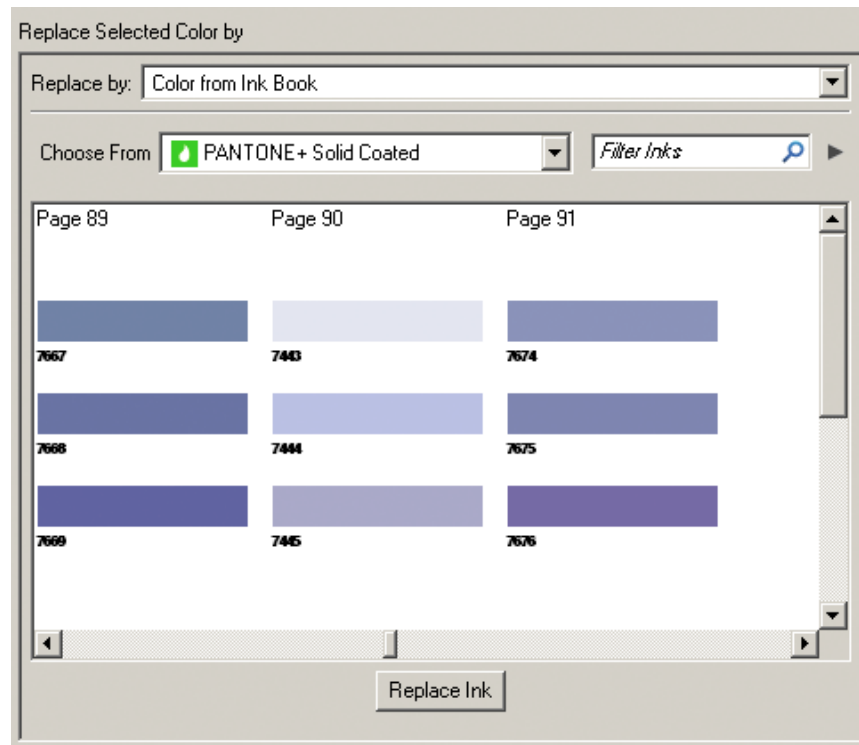 Replace Selected Color by
Replace by: Color from Ink Book
Choose From PANTONE+ Solid Coated Filter Inks
Page 89 Page 90 Page 91
7667 7443 7674
7668 7444 7675
7669 7445 7676
Replace Ink